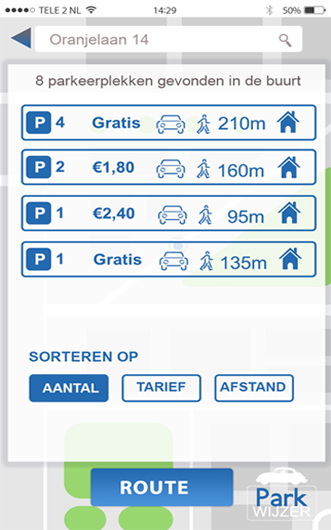 TELE 2 NL 14:29 50%
Oranjelaan 14
8 parkeerplekken gevonden in de buurt
P 4 Gratis 210m
P 2 €1,80 160m
P 1 €2,40 95m
P 1 Gratis 135m
SORTEREN OP
AANTAL TARIEF AFSTAND
ROUTE
Park
WIJZER